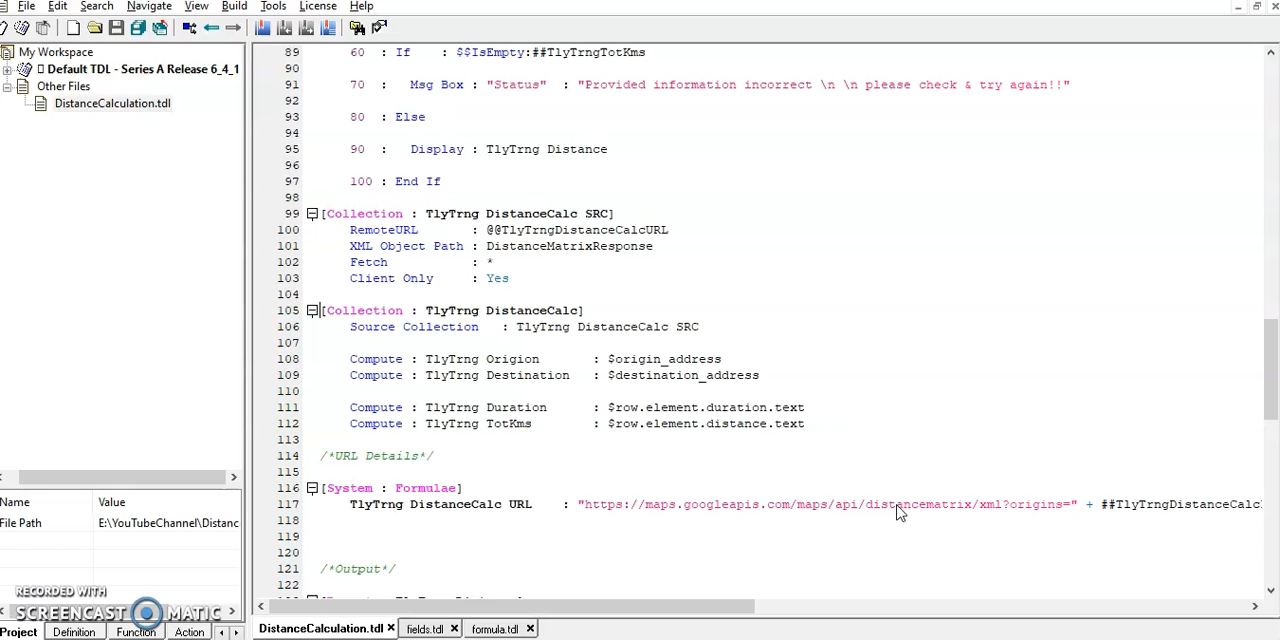 File Edit Search Navigate View Build Tools License Help
My Workspace
Default TDL - Series A Release 6_4_1
Other Files
DistanceCalculation.tdl
Name Value
File Path E:\YouTubeChannel\Distanc
RECORDED WITH
SCREENCAST MATIC
Project Definition Function Action
89 60 : If : $$IsEmpty:##TlyTrngTotKms
90
91 70 : Msg Box : "Status" : "Provided information incorrect \n \n please check & try again!!"
92
93 80 : Else
94
95 90 : Display : TlyTrng Distance
96
97 100 : End If
98
99 [Collection : TlyTrng DistanceCalc SRC]
100 RemoteURL : @@TlyTrngDistanceCalcURL
101 XML Object Path : DistanceMatrixResponse
102 Fetch : *
103 Client Only : Yes
104
105 [Collection : TlyTrng DistanceCalc]
106 Source Collection : TlyTrng DistanceCalc SRC
107
108 Compute : TlyTrng Origion : $origin_address
109 Compute : TlyTrng Destination : $destination_address
110
111 Compute : TlyTrng Duration : $row.element.duration.text
112 Compute : TlyTrng TotKms : $row.element.distance.text
113
114 /*URL Details*/
115
116 [System : Formulae]
117 TlyTrng DistanceCalc URL : "https://maps.googleapis.com/maps/api/distancematrix/xml?origins=" + ##TlyTrngDistanceCalc
118
119
120
121 /*Output*/
122
DistanceCalculation.tdl fields.tdl formula.tdl